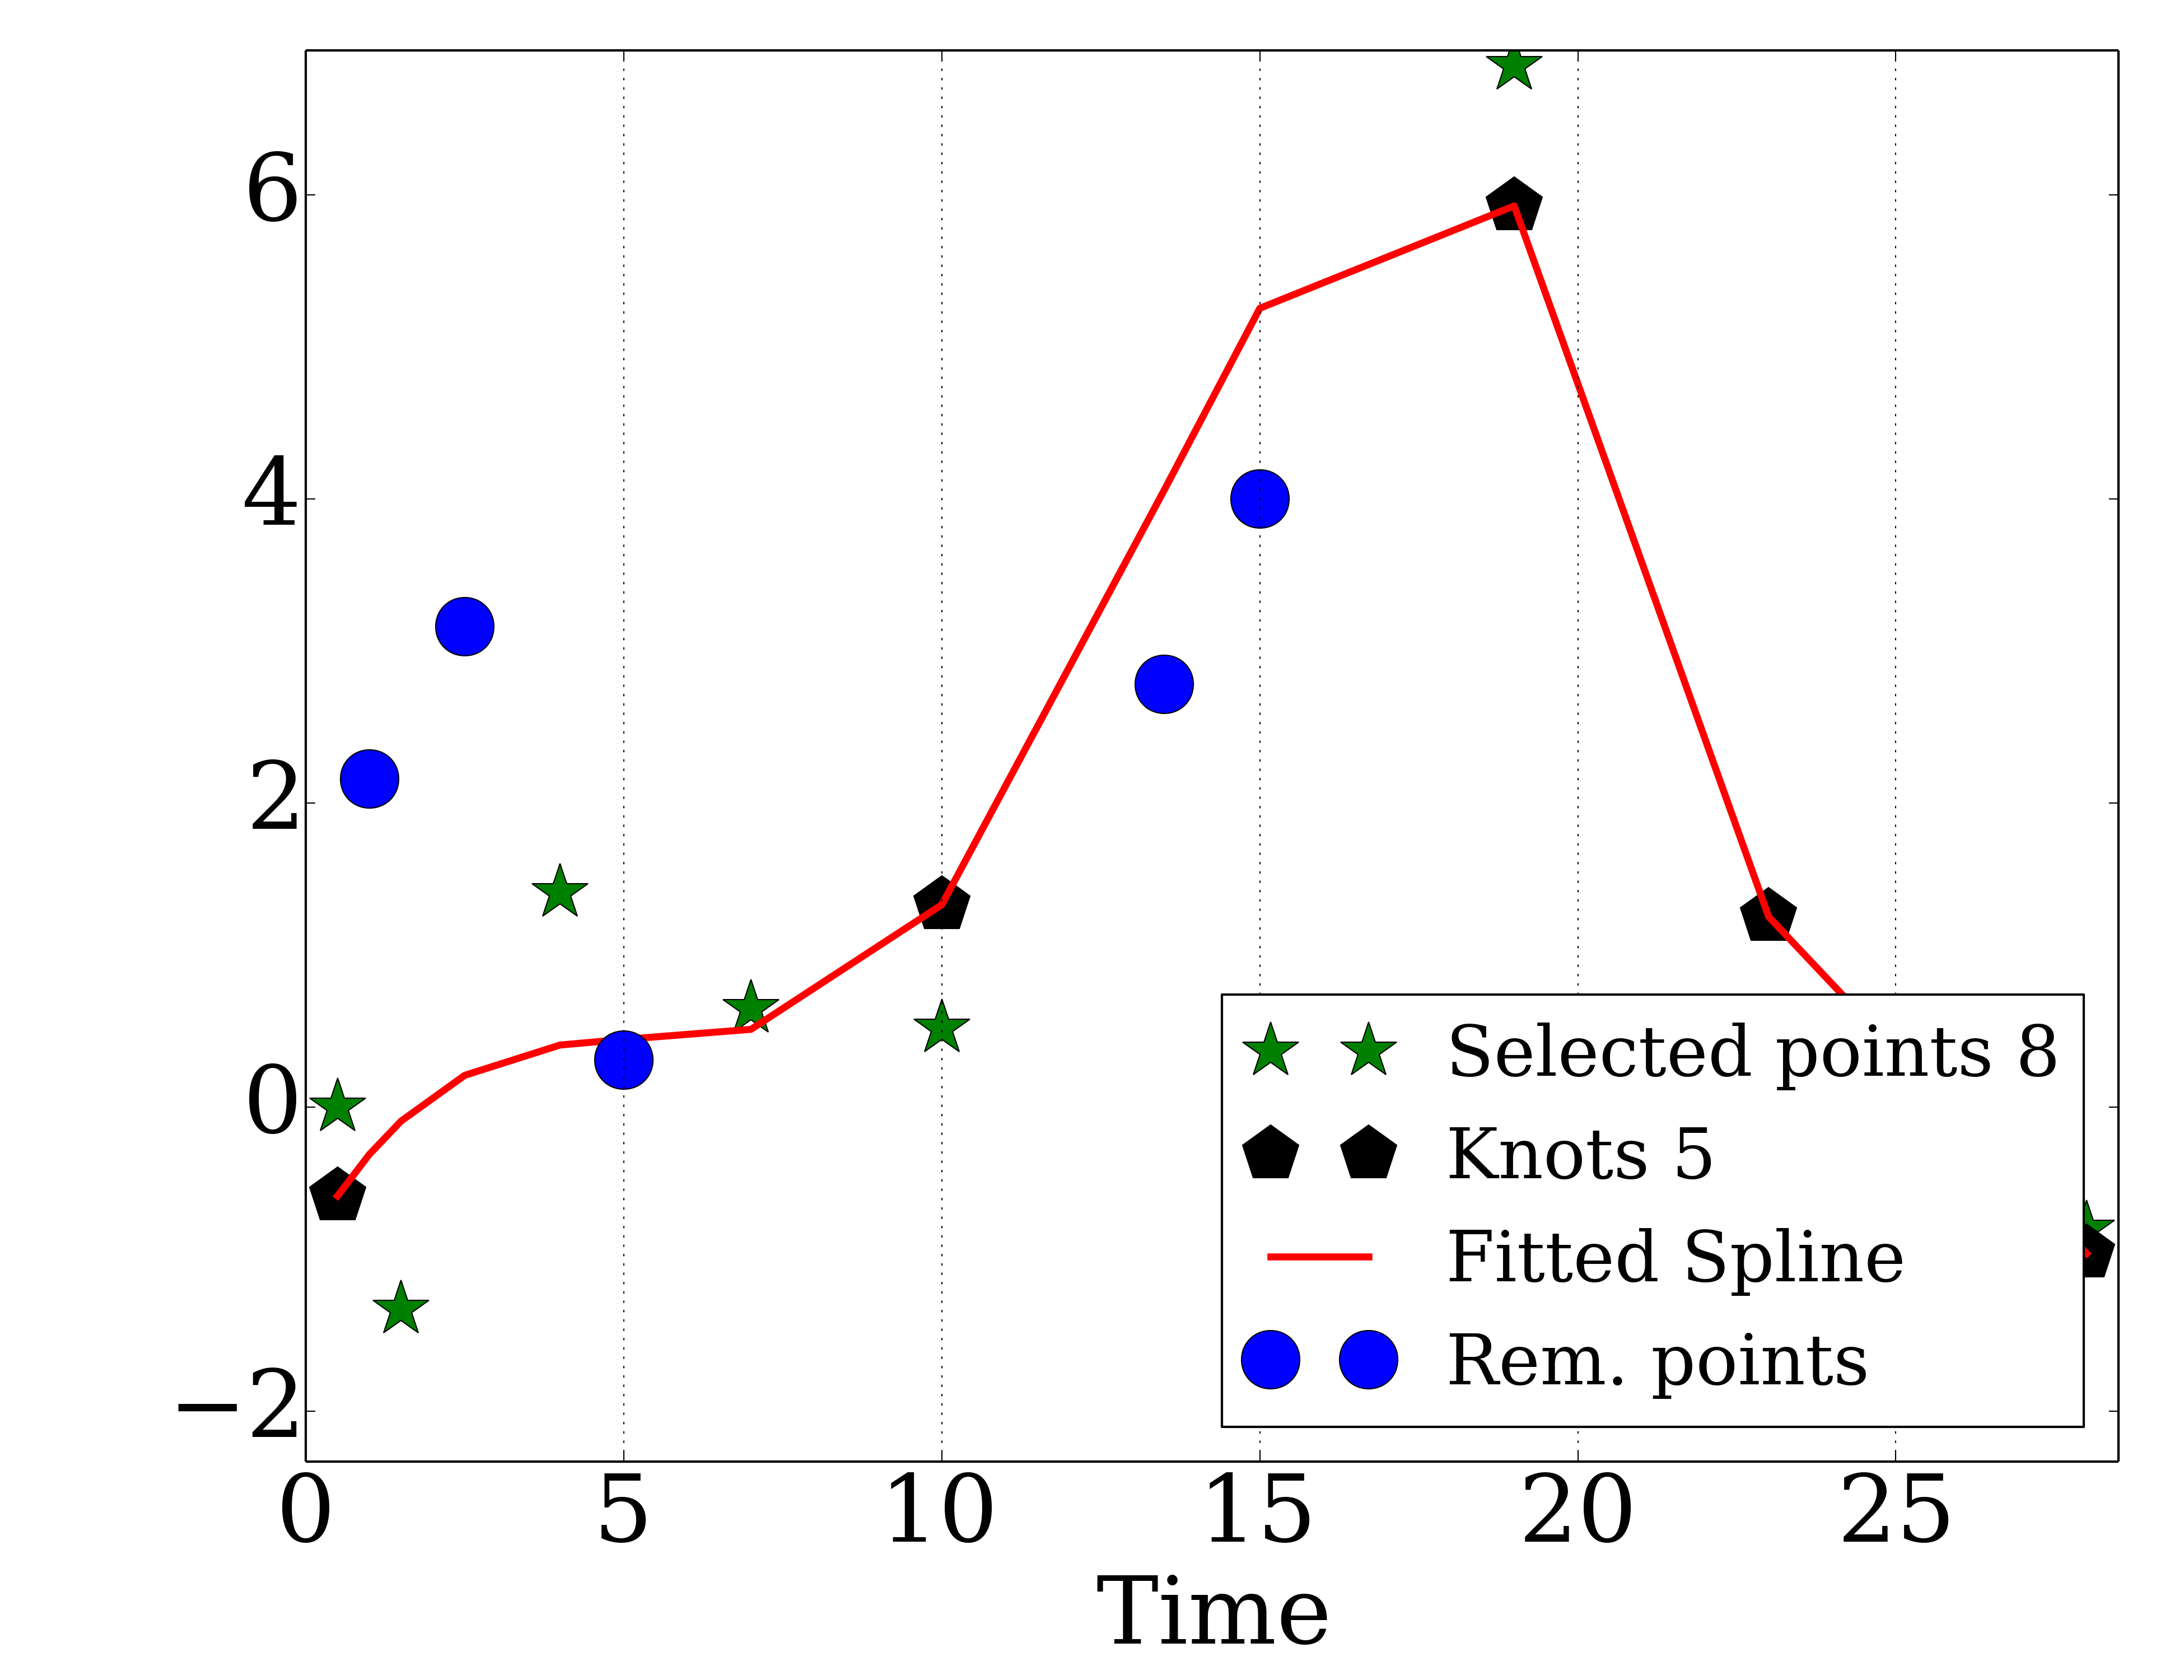 6
4
2
0
−2
Selected points 8
Knots 5
Fitted Spline
Rem. points
0 5 10 15 20 25
Time